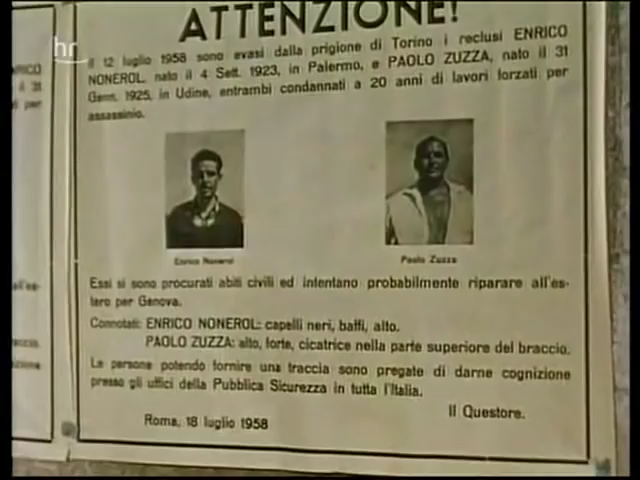 hr
ATTENZIONE!
Il 12 luglio 1958 sono evasi dalla prigione di Torino i reclusi ENRICO
NONEROL, nato il 4 Sett. 1923, in Palermo, e PAOLO ZUZZA, nato il 31
Genn. 1925, in Udine, entrambi condannati a 20 anni di lavori forzati per
assassinio.
Enrico Nonerol
Paolo Zuzza
Essi si sono procurati abiti civili ed intentano probabilmente riparare all'es-
tero per Genova.
Connotati: ENRICO NONEROL: capelli neri, baffi, alto.
PAOLO ZUZZA: alto, forte, cicatrice nella parte superiore del braccio.
Le persone potendo fornire una traccia sono pregate di darne cognizione
presso gli uffici della Pubblica Sicurezza in tutta l'Italia.
Il Questore.
Roma, 18 luglio 1958